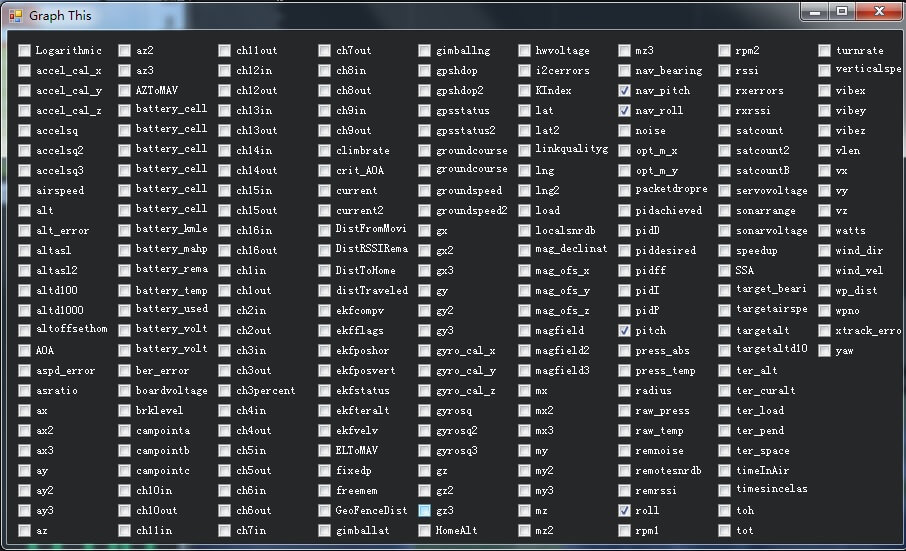 Graph This
Logarithmic
accel_cal_x
accel_cal_y
accel_cal_z
accelsq
accelsq2
accelsq3
airspeed
alt
alt_error
altasl
altasl2
altd100
altd1000
altoffsethom
AOA
aspd_error
asratio
ax
ax2
ax3
ay
ay2
ay3
az
az2
az3
AZToMAV
battery_cell
battery_cell
battery_cell
battery_cell
battery_cell
battery_cell
battery_kmle
battery_mahp
battery_rema
battery_temp
battery_used
battery_volt
battery_volt
ber_error
boardvoltage
brklevel
campointa
campointb
campointc
ch10in
ch10out
ch11in
ch11out
ch12in
ch12out
ch13in
ch13out
ch14in
ch14out
ch15in
ch15out
ch16in
ch16out
ch1in
ch1out
ch2in
ch2out
ch3in
ch3out
ch3percent
ch4in
ch4out
ch5in
ch5out
ch6in
ch6out
ch7in
ch7out
ch8in
ch8out
ch9in
ch9out
climbrate
crit_AOA
current
current2
DistFromMovi
DistRSSIRema
DistToHome
distTraveled
ekfcompv
ekfflags
ekfposhor
ekfposvert
ekfstatus
ekfteralt
ekfvelv
ELToMAV
fixedp
freemem
GeoFenceDist
gimballat
gimballng
gpshdop
gpshdop2
gpsstatus
gpsstatus2
groundcourse
groundcourse
groundspeed
groundspeed2
gx
gx2
gx3
gy
gy2
gy3
gyro_cal_x
gyro_cal_y
gyro_cal_z
gyrosq
gyrosq2
gyrosq3
gz
gz2
gz3
HomeAlt
hwvoltage
i2cerrors
KIndex
lat
lat2
linkqualityg
lng
lng2
load
localsnrdb
mag_declinat
mag_ofs_x
mag_ofs_y
mag_ofs_z
magfield
magfield2
magfield3
mx
mx2
mx3
my
my2
my3
mz
mz2
mz3
nav_bearing
nav_pitch
nav_roll
noise
opt_m_x
opt_m_y
packetdropre
pidachieved
pidD
piddesired
pidff
pidI
pidP
pitch
press_abs
press_temp
radius
raw_press
raw_temp
remnoise
remotesnrdb
remrssi
roll
rpm1
rpm2
rssi
rxerrors
rxrssi
satcount
satcount2
satcountB
servovoltage
sonarrange
sonarvoltage
speedup
SSA
target_beari
targetairspe
targetalt
targetaltd10
ter_alt
ter_curalt
ter_load
ter_pend
ter_space
timeInAir
timesincelas
toh
tot
turnrate
verticalspe
vibex
vibey
vibez
vlen
vx
vy
vz
watts
wind_dir
wind_vel
wp_dist
wpno
xtrack_erro
yaw